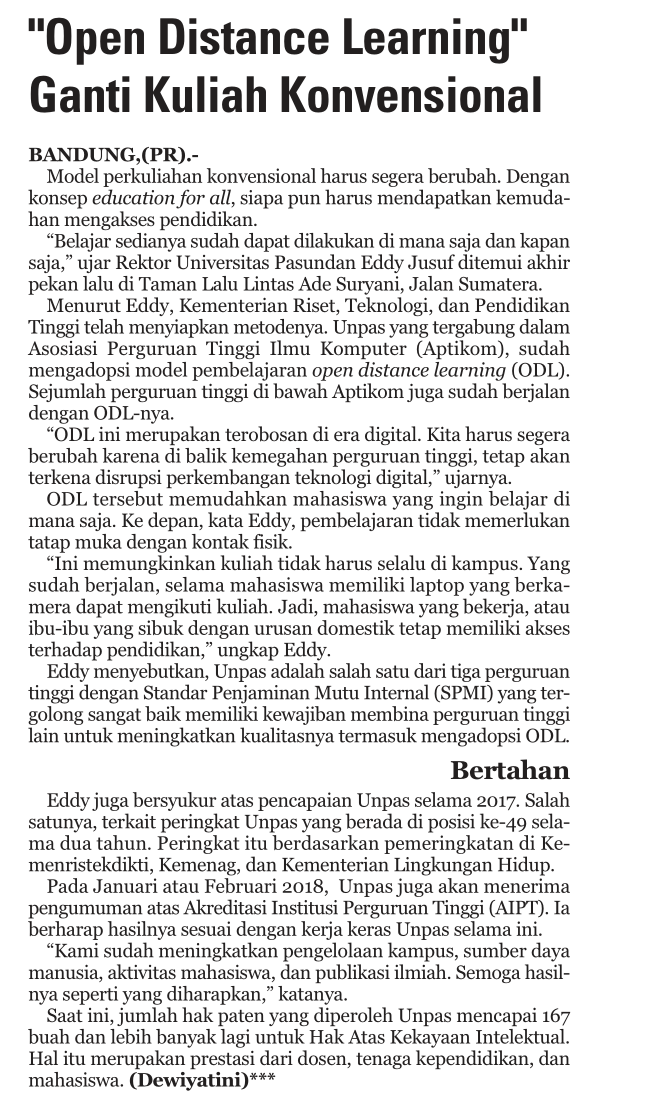 "Open Distance Learning"
Ganti Kuliah Konvensional
BANDUNG,(PR).-
Model perkuliahan konvensional harus segera berubah. Dengan
konsep education for all, siapa pun harus mendapatkan kemuda-
han mengakses pendidikan.
“Belajar sedianya sudah dapat dilakukan di mana saja dan kapan
saja,” ujar Rektor Universitas Pasundan Eddy Jusuf ditemui akhir
pekan lalu di Taman Lalu Lintas Ade Suryani, Jalan Sumatera.
Menurut Eddy, Kementerian Riset, Teknologi, dan Pendidikan
Tinggi telah menyiapkan metodenya. Unpas yang tergabung dalam
Asosiasi Perguruan Tinggi Ilmu Komputer (Aptikom), sudah
mengadopsi model pembelajaran open distance learning (ODL).
Sejumlah perguruan tinggi di bawah Aptikom juga sudah berjalan
dengan ODL-nya.
“ODL ini merupakan terobosan di era digital. Kita harus segera
berubah karena di balik kemegahan perguruan tinggi, tetap akan
terkena disrupsi perkembangan teknologi digital,” ujarnya.
ODL tersebut memudahkan mahasiswa yang ingin belajar di
mana saja. Ke depan, kata Eddy, pembelajaran tidak memerlukan
tatap muka dengan kontak fisik.
“Ini memungkinkan kuliah tidak harus selalu di kampus. Yang
sudah berjalan, selama mahasiswa memiliki laptop yang berka-
mera dapat mengikuti kuliah. Jadi, mahasiswa yang bekerja, atau
ibu-ibu yang sibuk dengan urusan domestik tetap memiliki akses
terhadap pendidikan,” ungkap Eddy.
Eddy menyebutkan, Unpas adalah salah satu dari tiga perguruan
tinggi dengan Standar Penjaminan Mutu Internal (SPMI) yang ter-
golong sangat baik memiliki kewajiban membina perguruan tinggi
lain untuk meningkatkan kualitasnya termasuk mengadopsi ODL.
Bertahan
Eddy juga bersyukur atas pencapaian Unpas selama 2017. Salah
satunya, terkait peringkat Unpas yang berada di posisi ke-49 sela-
ma dua tahun. Peringkat itu berdasarkan pemeringkatan di Ke-
menristekdikti, Kemenag, dan Kementerian Lingkungan Hidup.
Pada Januari atau Februari 2018, Unpas juga akan menerima
pengumuman atas Akreditasi Institusi Perguruan Tinggi (AIPT). Ia
berharap hasilnya sesuai dengan kerja keras Unpas selama ini.
“Kami sudah meningkatkan pengelolaan kampus, sumber daya
manusia, aktivitas mahasiswa, dan publikasi ilmiah. Semoga hasil-
nya seperti yang diharapkan,” katanya.
Saat ini, jumlah hak paten yang diperoleh Unpas mencapai 167
buah dan lebih banyak lagi untuk Hak Atas Kekayaan Intelektual.
Hal itu merupakan prestasi dari dosen, tenaga kependidikan, dan
mahasiswa. (Dewiyatini)***